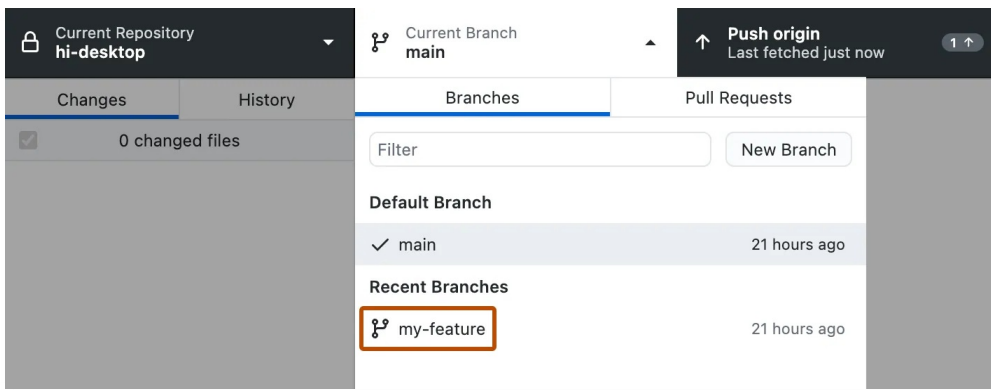 Current Repository
hi-desktop
Current Branch
main
Push origin
Last fetched just now
1
Changes
History
Branches
Pull Requests
0 changed files
Filter
New Branch
Default Branch
main
21 hours ago
Recent Branches
my-feature
21 hours ago